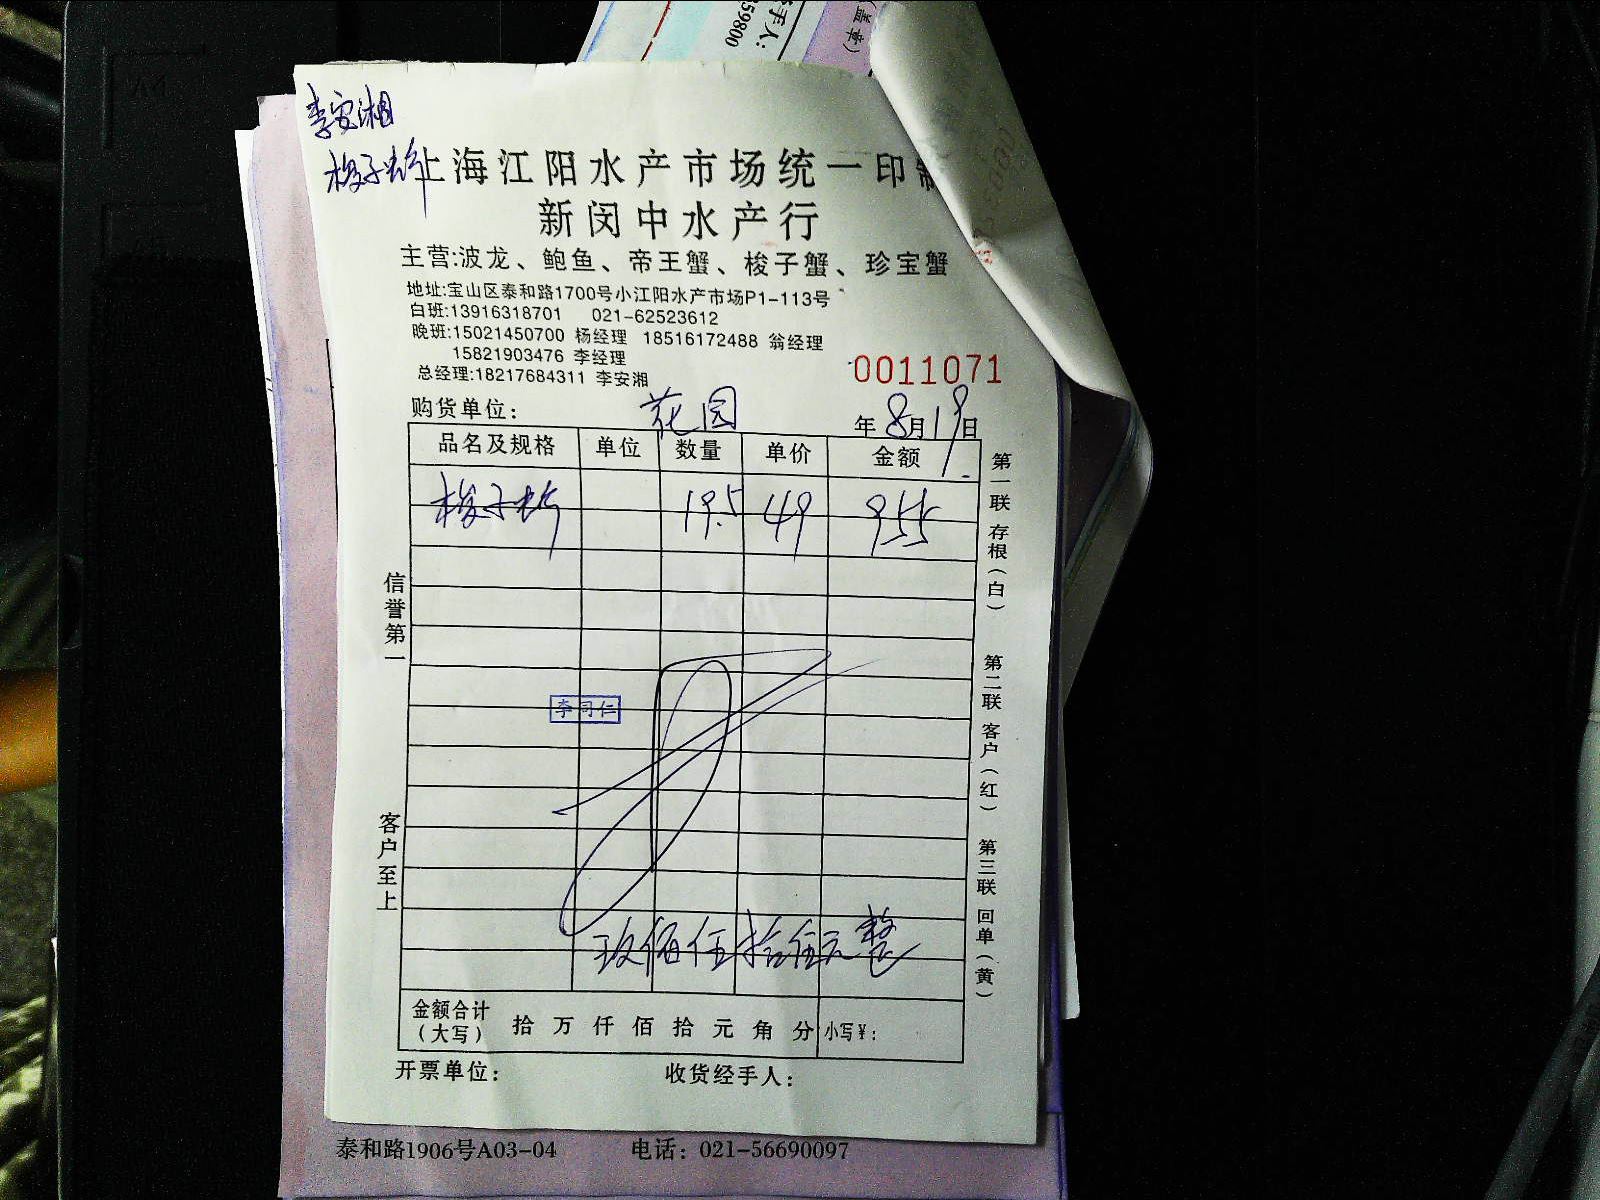 59800
经手人：
（盖章）
李安湘
梭子蟹
上海江阳水产市场统一印制
新闵中水产行
主营:波龙、鲍鱼、帝王蟹、梭子蟹、珍宝蟹
地址:宝山区泰和路1700号小江阳水产市场P1-113号
白班:13916318701 021-62523612
晚班:15021450700 杨经理 18516172488 翁经理
15821903476 李经理
总经理:18217684311 李安湘
0011071
购货单位： 花园 年8月19日
品名及规格 单位 数量 单价 金额
梭子蟹 19.5 49 955
信誉第一
客户至上
李司仁
玖佰伍拾伍元整
金额合计（大写） 拾 万 仟 佰 拾 元 角 分 小写￥：
开票单位： 收货经手人：
第一联 存根（白） 第二联 客户（红） 第三联 回单（黄）
泰和路1906号A03-04 电话：021-56690097